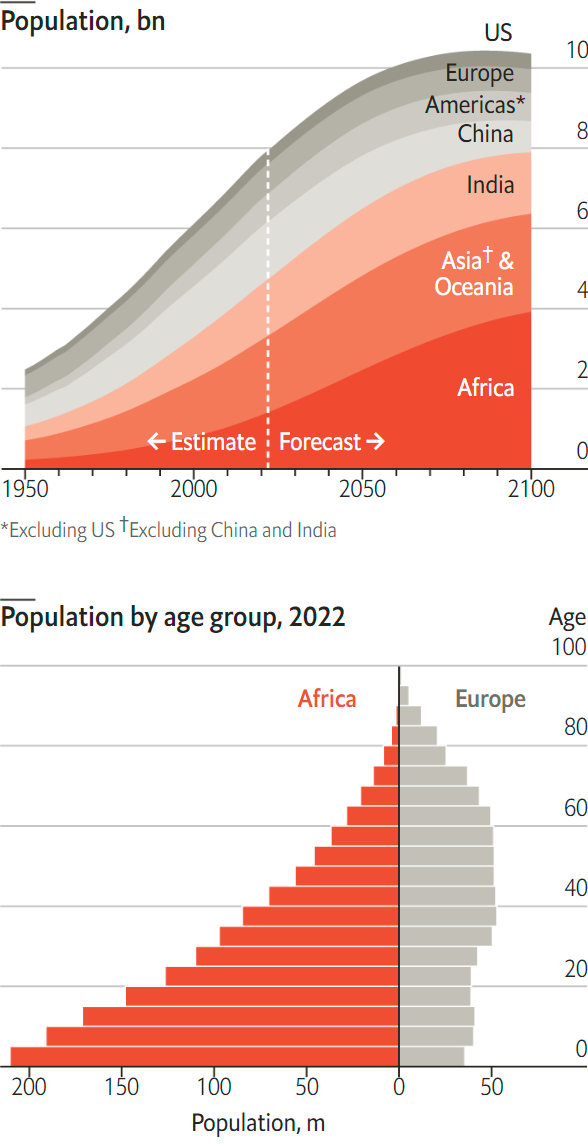 Population, bn
US
10
Europe
Americas*
China
8
India
6
Asia† &
Oceania
4
Africa
2
← Estimate Forecast →
0
1950 2000 2050 2100
*Excluding US †Excluding China and India
Population by age group, 2022 Age
100
Africa Europe
80
60
40
20
0
200 150 100 50 0 50
Population, m